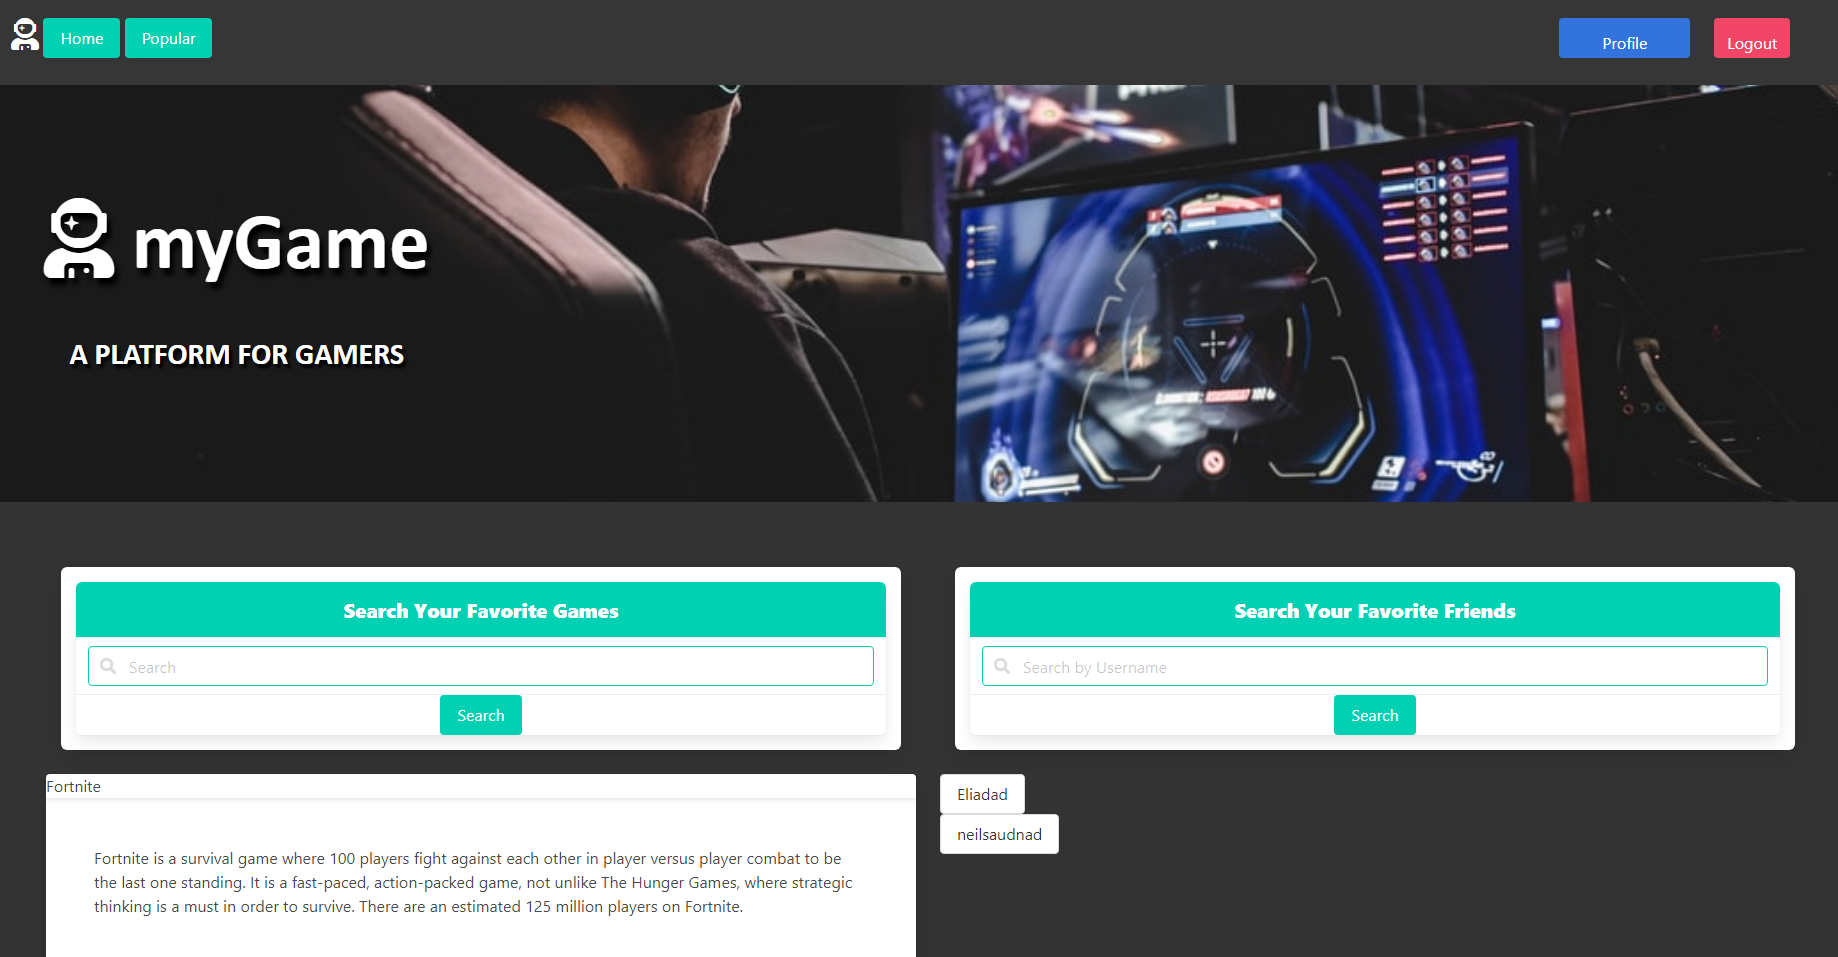 Home Popular Profile Logout
myGame
A PLATFORM FOR GAMERS
Search Your Favorite Games
Search
Search
Search Your Favorite Friends
Search by Username
Search
Fortnite
Fortnite is a survival game where 100 players fight against each other in player versus player combat to be
the last one standing. It is a fast-paced, action-packed game, not unlike The Hunger Games, where strategic
thinking is a must in order to survive. There are an estimated 125 million players on Fortnite.
Eliadad
neilsaudnad